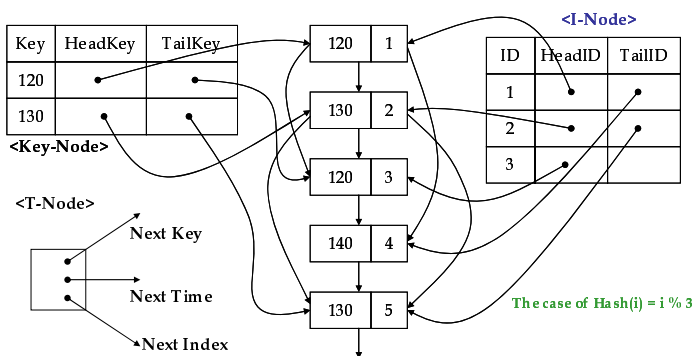 <I-Node>
Key HeadKey TailKey
120
130
<Key-Node>
120 1
130 2
120 3
140 4
130 5
ID HeadID TailID
1
2
3
<T-Node>
Next Key
Next Time
Next Index
The case of Hash(i) = i % 3